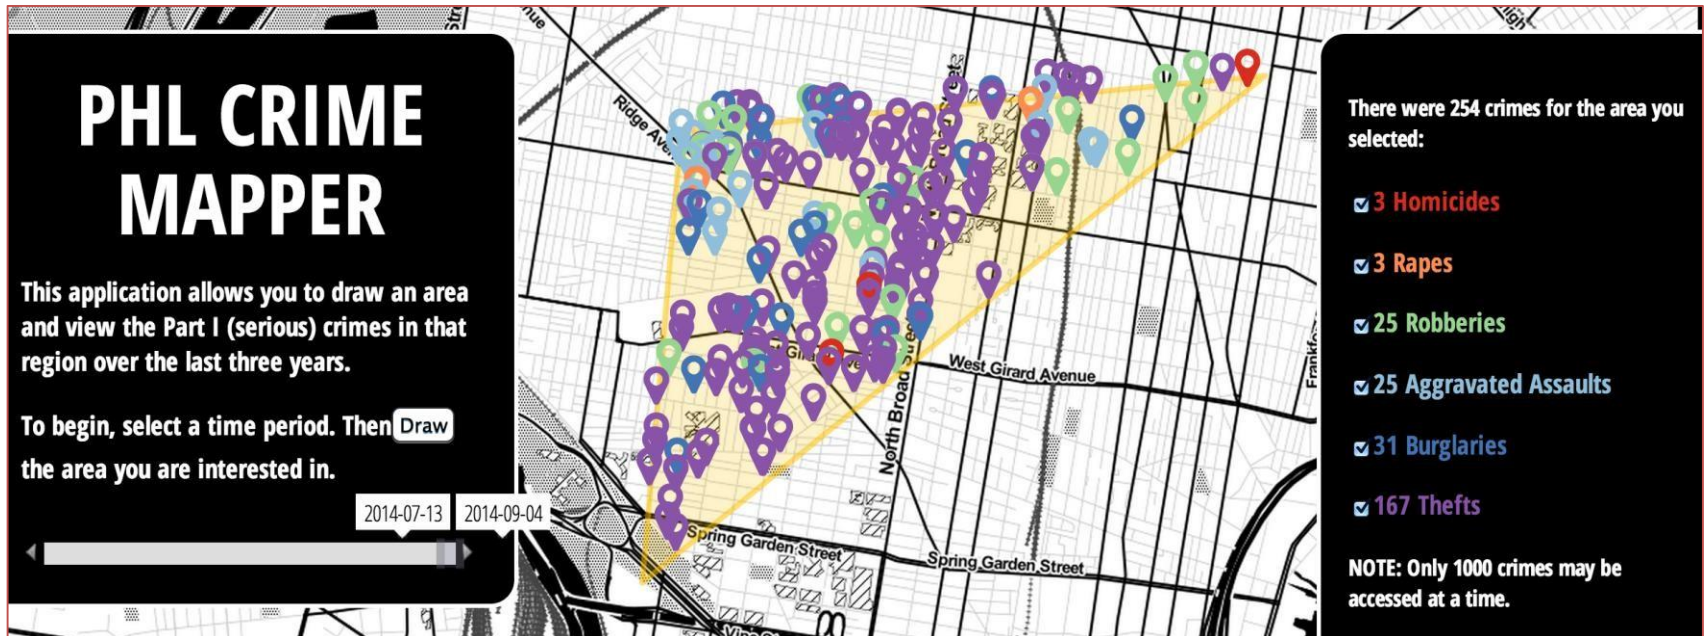 PHL CRIME
MAPPER
This application allows you to draw an area
and view the Part I (serious) crimes in that
region over the last three years.
To begin, select a time period. Then Draw
the area you are interested in.
2014-07-13 2014-09-04
Ridge
West Girard Avenue
North Broad
Spring Garden Street
Spring Garden Street
There were 254 crimes for the area you
selected:
3 Homicides
3 Rapes
25 Robberies
25 Aggravated Assaults
31 Burglaries
167 Thefts
NOTE: Only 1000 crimes may be
accessed at a time.